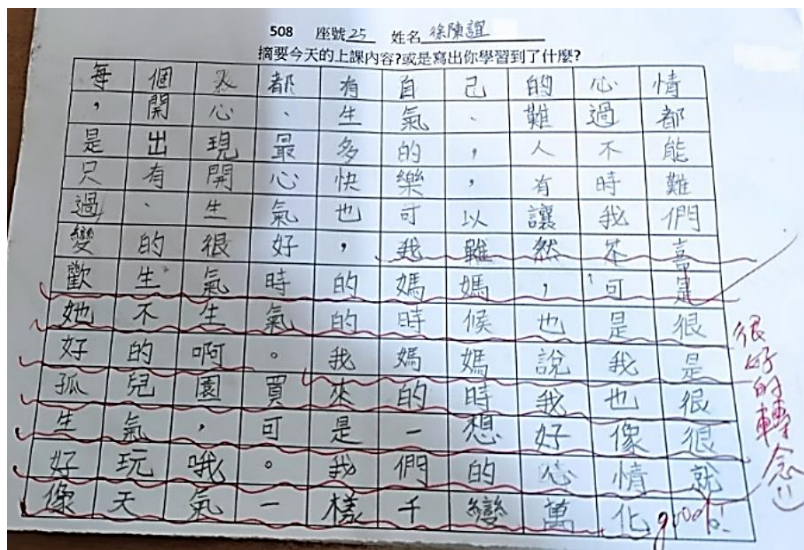 508 座號25 姓名 徐陳誼
摘要今天的上課內容?或是寫出你學習到了什麼?
每個人都有自己的心情
，開心、生氣、難過都
是出現最多的，人不能
只有開心快樂，有時難
過、生氣也可以讓我們
變的很好，我雖然不喜
歡生氣時的媽媽，可是
她不生氣的時候也是很
好的啊。我媽媽說我是
孤兒園買來的時我也很
生氣，可是一想好像很
好玩哦。我們的心情就
像天氣一樣千變萬化
good!
很好的轉念:)